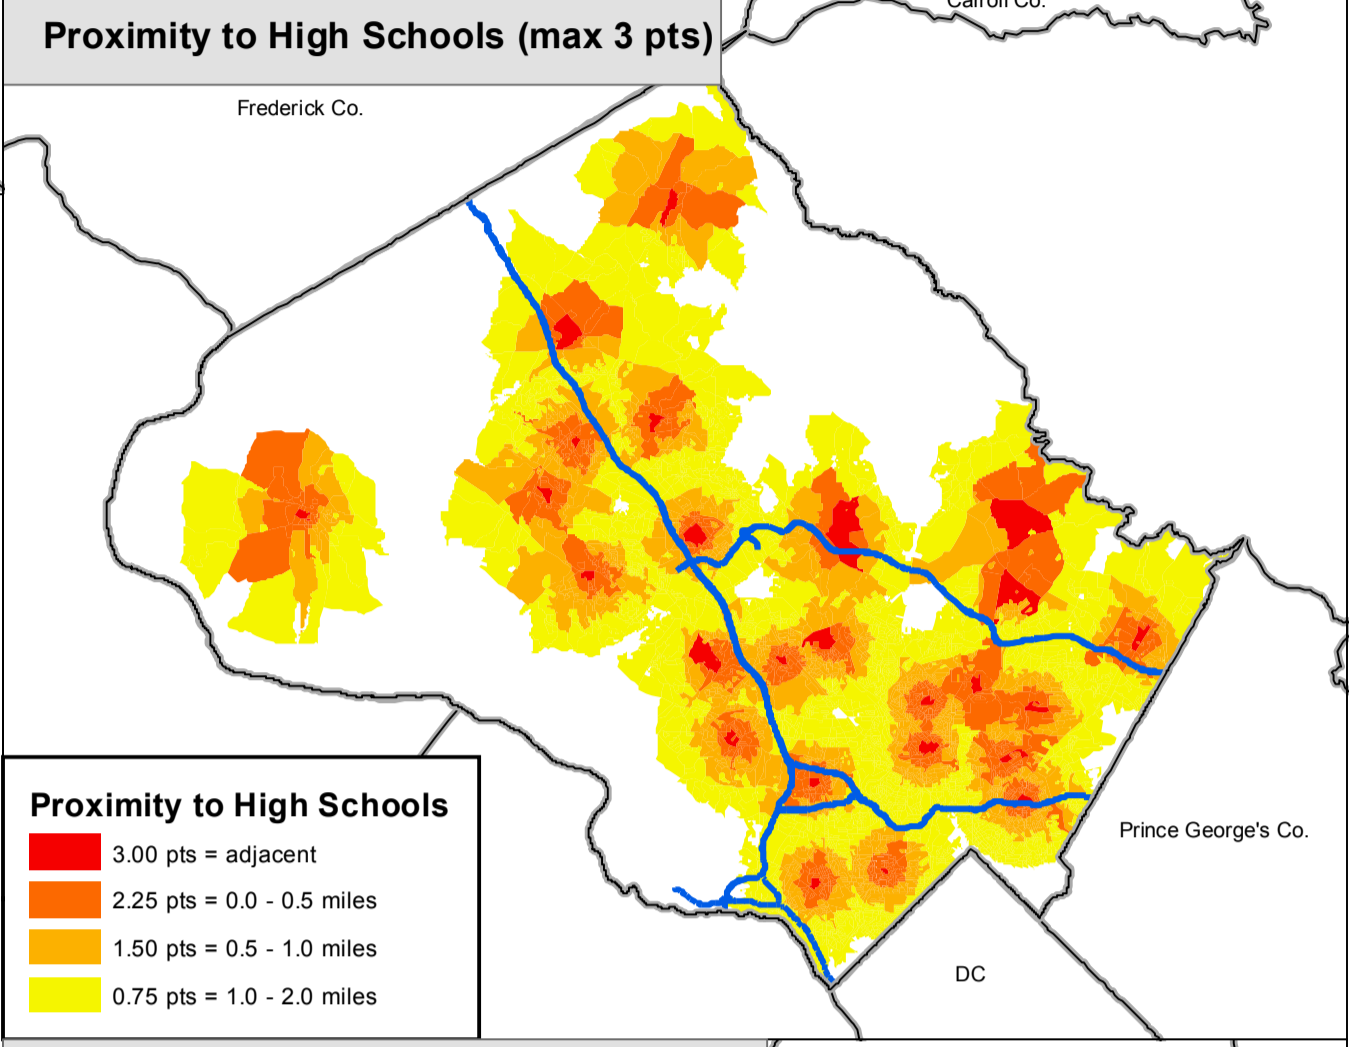 Carroll Co.
Proximity to High Schools (max 3 pts)
Frederick Co.
Proximity to High Schools
3.00 pts = adjacent
2.25 pts = 0.0 - 0.5 miles
1.50 pts = 0.5 - 1.0 miles
0.75 pts = 1.0 - 2.0 miles
Prince George's Co.
DC